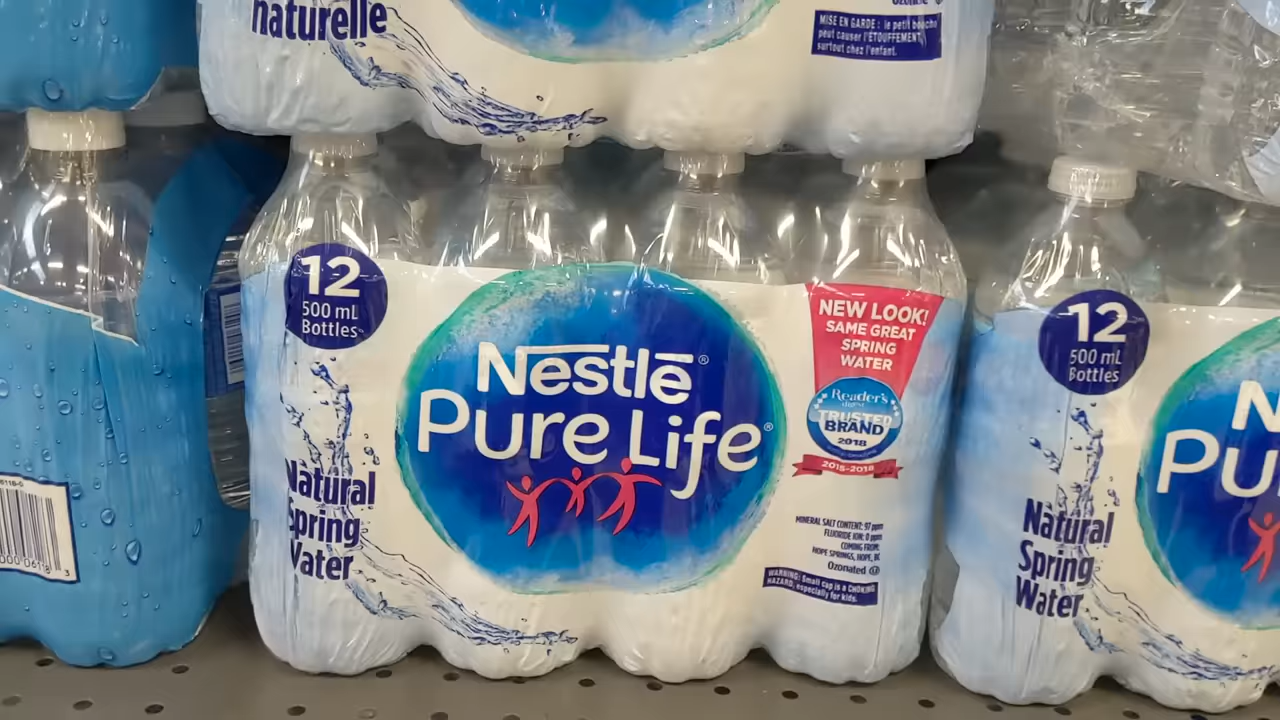 naturelle
MISE EN GARDE : le petit bouchon
peut causer l'ÉTOUFFEMENT,
surtout chez l'enfant.
12
500 mL
Bottles
Nestlē®
Pure Life®
Natural
Spring
Water
NEW LOOK!
SAME GREAT
SPRING
WATER
Reader's
digest
TRUSTED
BRAND
2018
2015-2018
MINERAL SALT CONTENT: 97 ppm
FLUORIDE ION: 0 ppm
COMING FROM:
HOPE SPRINGS, HOPE, BC
Ozonated
WARNING: Small cap is a CHOKING
HAZARD, especially for kids.
12
500 mL
Bottles
N
Pu
Natural
Spring
Water